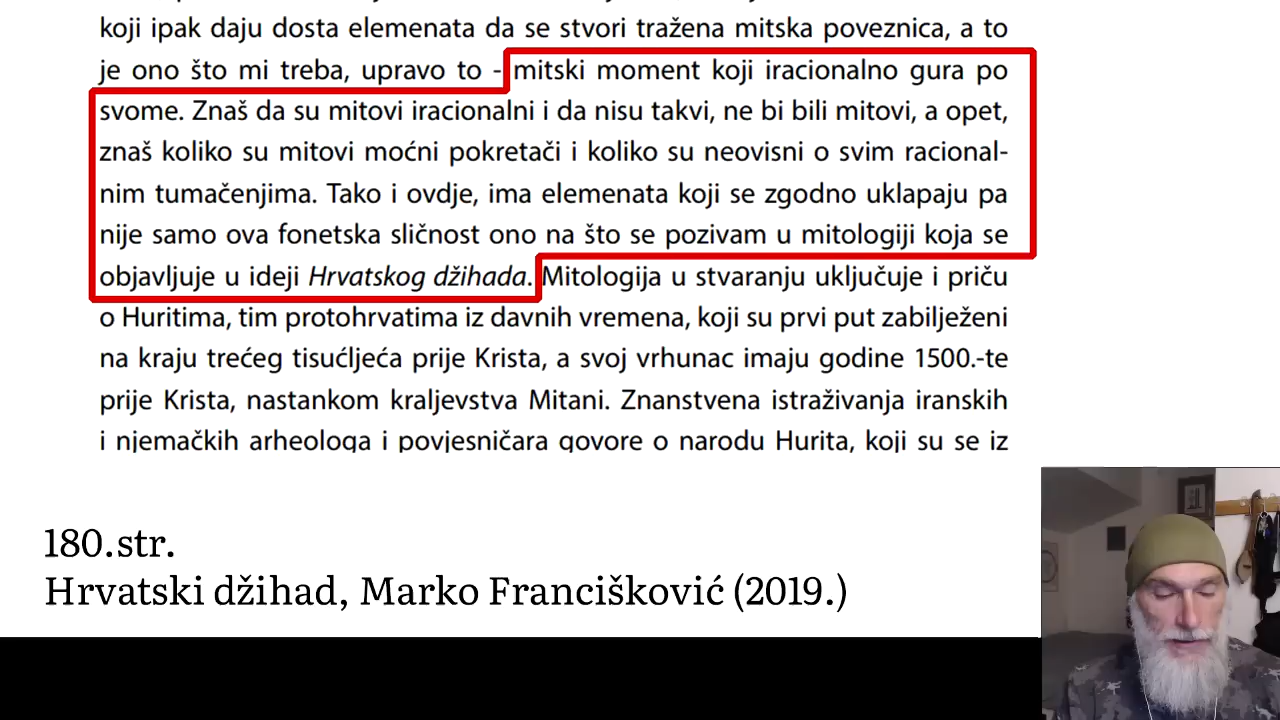 koji ipak daju dosta elemenata da se stvori tražena mitska poveznica, a to
je ono što mi treba, upravo to - mitski moment koji iracionalno gura po
svome. Znaš da su mitovi iracionalni i da nisu takvi, ne bi bili mitovi, a opet,
znaš koliko su mitovi moćni pokretači i koliko su neovisni o svim racional-
nim tumačenjima. Tako i ovdje, ima elemenata koji se zgodno uklapaju pa
nije samo ova fonetska sličnost ono na što se pozivam u mitologiji koja se
objavljuje u ideji Hrvatskog džihada. Mitologija u stvaranju uključuje i priču
o Huritima, tim protohrvatima iz davnih vremena, koji su prvi put zabilježeni
na kraju trećeg tisućljeća prije Krista, a svoj vrhunac imaju godine 1500.-te
prije Krista, nastankom kraljevstva Mitani. Znanstvena istraživanja iranskih
i njemačkih arheologa i povjesničara govore o narodu Hurita, koji su se iz
180.str.
Hrvatski džihad, Marko Francišković (2019.)